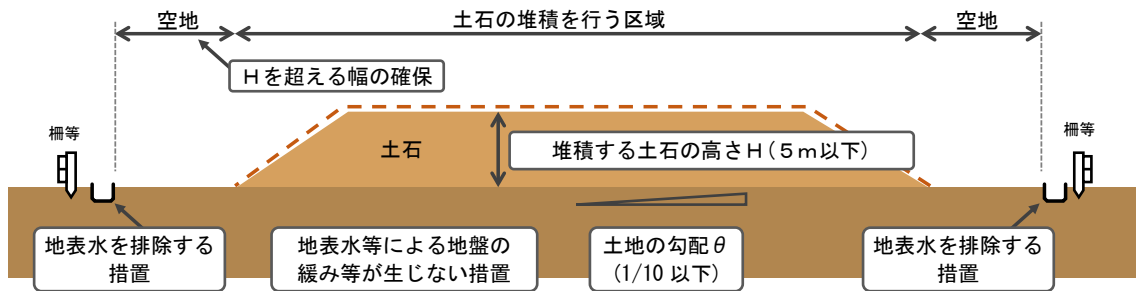 空地
土石の堆積を行う区域
空地
Hを超える幅の確保
柵等
土石
堆積する土石の高さH(5m以下)
柵等
地表水を排除する
措置
地表水等による地盤の
緩み等が生じない措置
土地の勾配θ
(1/10 以下)
地表水を排除する
措置